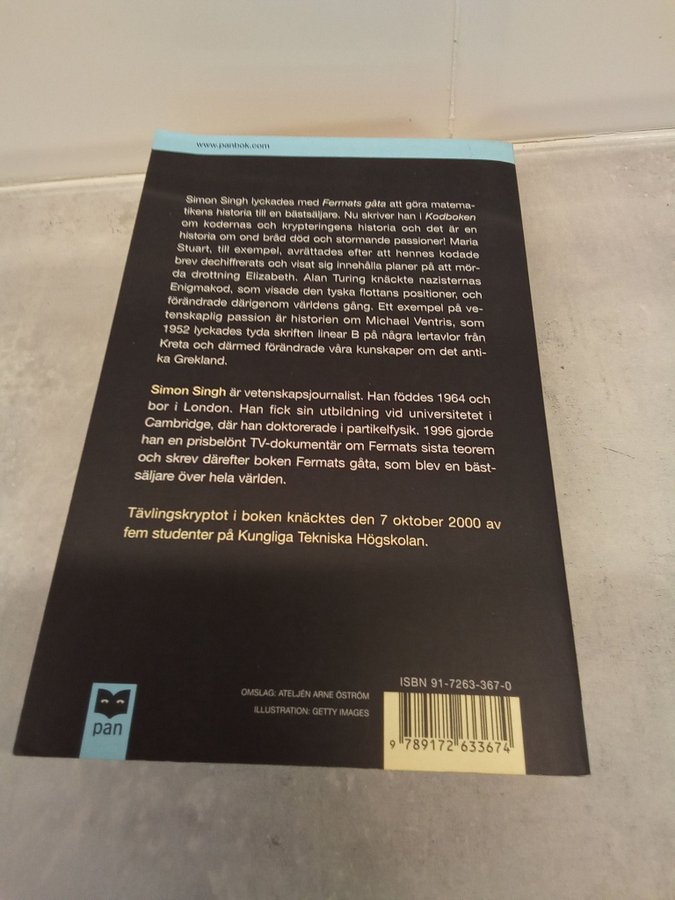 www.panbok.com
Simon Singh lyckades med Fermats gåta att göra matema-
tikens historia till en bästsäljare. Nu skriver han i Kodboken
om kodernas och krypteringens historia och det är en
historia om ond bråd död och stormande passioner! Maria
Stuart, till exempel, avrättades efter att hennes kodade
brev dechiffrerats och visat sig innehålla planer på att mör-
da drottning Elizabeth. Alan Turing knäckte nazisternas
Enigmakod, som visade den tyska flottans positioner, och
förändrade därigenom världens gång. Ett exempel på ve-
tenskaplig passion är historien om Michael Ventris, som
1952 lyckades tyda skriften linear B på några lertavlor från
Kreta och därmed förändrade våra kunskaper om det anti-
ka Grekland.
Simon Singh är vetenskapsjournalist. Han föddes 1964 och
bor i London. Han fick sin utbildning vid universitetet i
Cambridge, där han doktorerade i partikelfysik. 1996 gjorde
han en prisbelönt TV-dokumentär om Fermats sista teorem
och skrev därefter boken Fermats gåta, som blev en bäst-
säljare över hela världen.
Tävlingskryptot i boken knäcktes den 7 oktober 2000 av
fem studenter på Kungliga Tekniska Högskolan.
pan
OMSLAG: ATELJÉN ARNE ÖSTRÖM
ILLUSTRATION: GETTY IMAGES
ISBN 91-7263-367-0
9 789172 633674